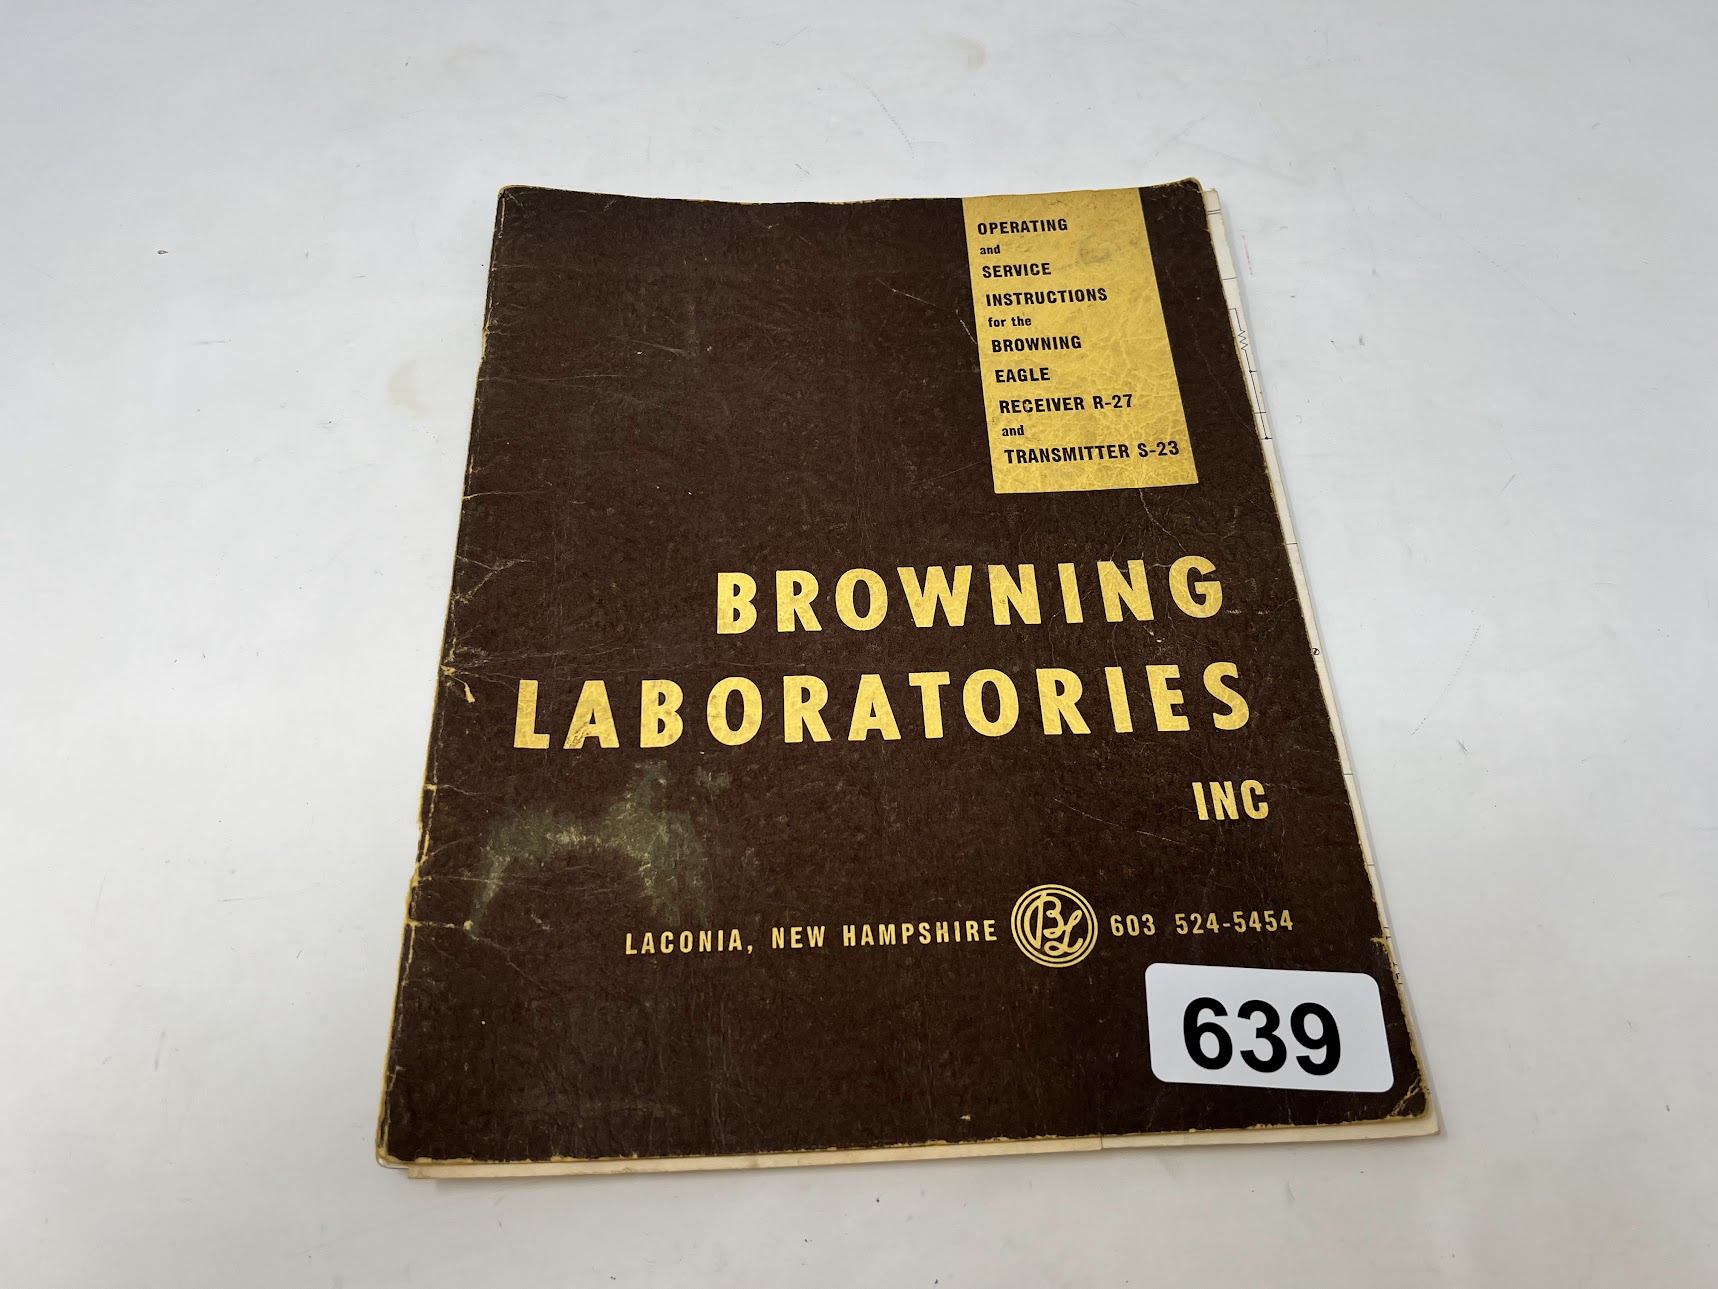 OPERATING
and
SERVICE
INSTRUCTIONS
for the
BROWNING
EAGLE
RECEIVER R-27
and
TRANSMITTER S-23
BROWNING
LABORATORIES
INC
LACONIA, NEW HAMPSHIRE BL 603 524-5454
639